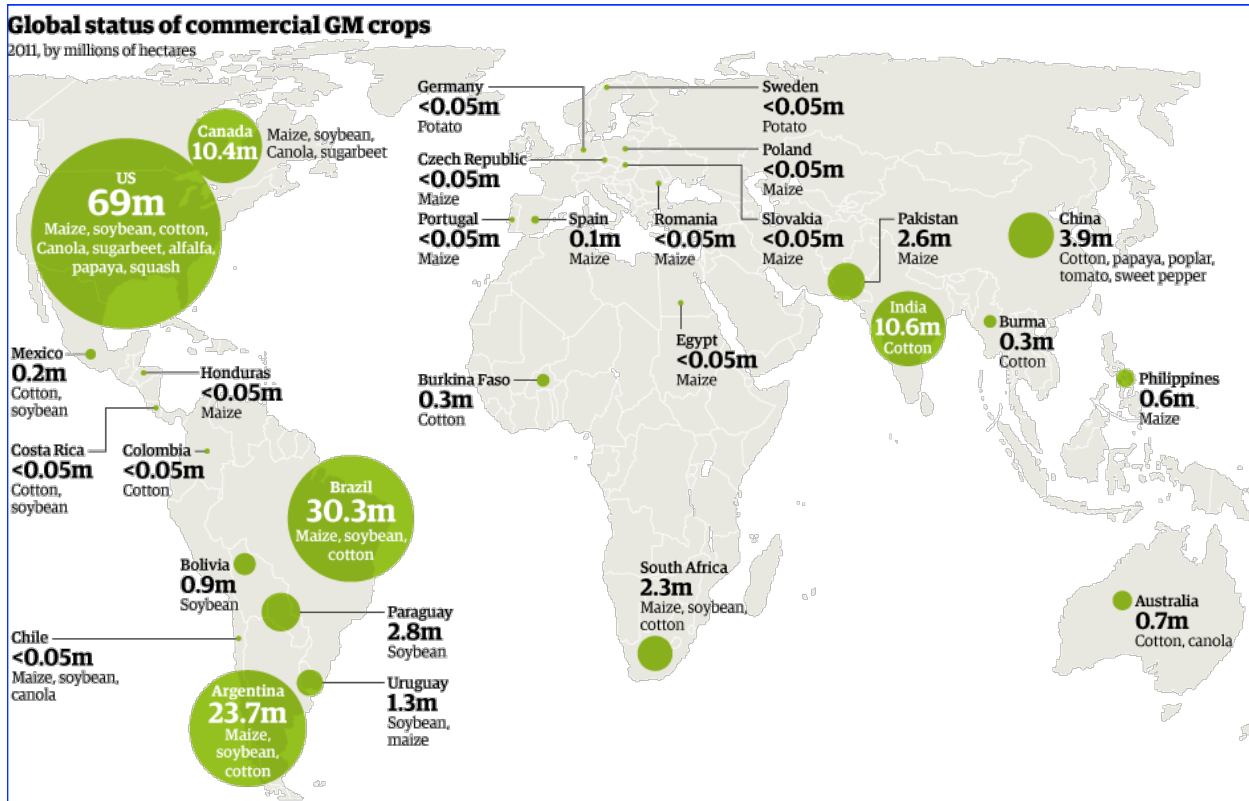 Global status of commercial GM crops
2011, by millions of hectares
Canada
10.4m
Maize, soybean,
Canola, sugarbeet
US
69m
Maize, soybean, cotton,
Canola, sugarbeet, alfalfa,
papaya, squash
Mexico
0.2m
Cotton,
soybean
Honduras
<0.05m
Maize
Costa Rica
<0.05m
Cotton,
soybean
Colombia
<0.05m
Cotton
Brazil
30.3m
Maize, soybean,
cotton
Bolivia
0.9m
Soybean
Paraguay
2.8m
Soybean
Chile
<0.05m
Maize, soybean,
canola
Argentina
23.7m
Maize,
soybean,
cotton
Uruguay
1.3m
Soybean,
maize
Germany
<0.05m
Potato
Sweden
<0.05m
Potato
Czech Republic
<0.05m
Maize
Poland
<0.05m
Maize
Portugal
<0.05m
Maize
Spain
0.1m
Maize
Romania
<0.05m
Maize
Slovakia
<0.05m
Maize
Pakistan
2.6m
Maize
China
3.9m
Cotton, papaya, poplar,
tomato, sweet pepper
India
10.6m
Cotton
Burma
0.3m
Cotton
Egypt
<0.05m
Maize
Burkina Faso
0.3m
Cotton
Philippines
0.6m
Maize
South Africa
2.3m
Maize, soybean,
cotton
Australia
0.7m
Cotton, canola